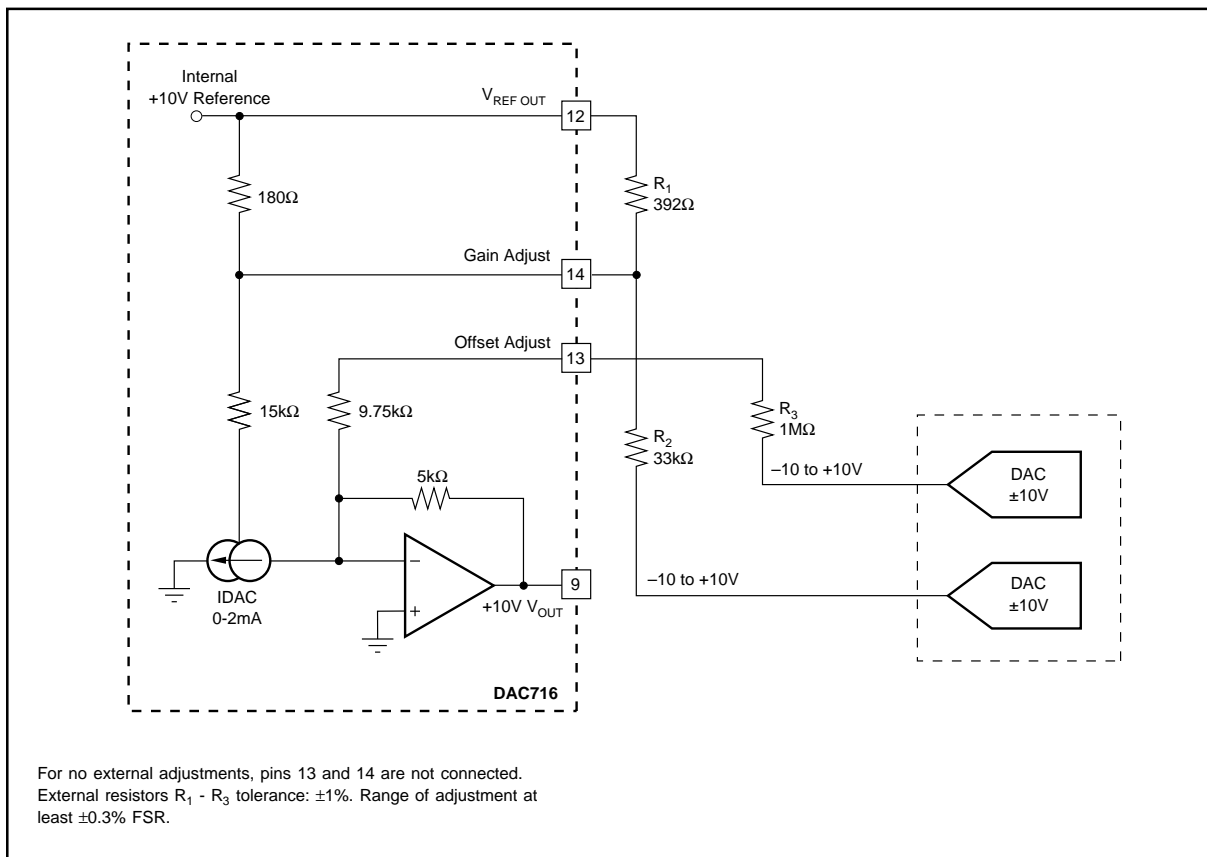 Internal
+10V Reference
V_REF OUT
12
180Ω
R1
392Ω
Gain Adjust
14
Offset Adjust
13
15kΩ
9.75kΩ
R3
1MΩ
R2
33kΩ
5kΩ
–10 to +10V
DAC
±10V
–10 to +10V
DAC
±10V
–
+
IDAC
0-2mA
+10V V_OUT
9
DAC716
For no external adjustments, pins 13 and 14 are not connected.
External resistors R1 - R3 tolerance: ±1%. Range of adjustment at
least ±0.3% FSR.